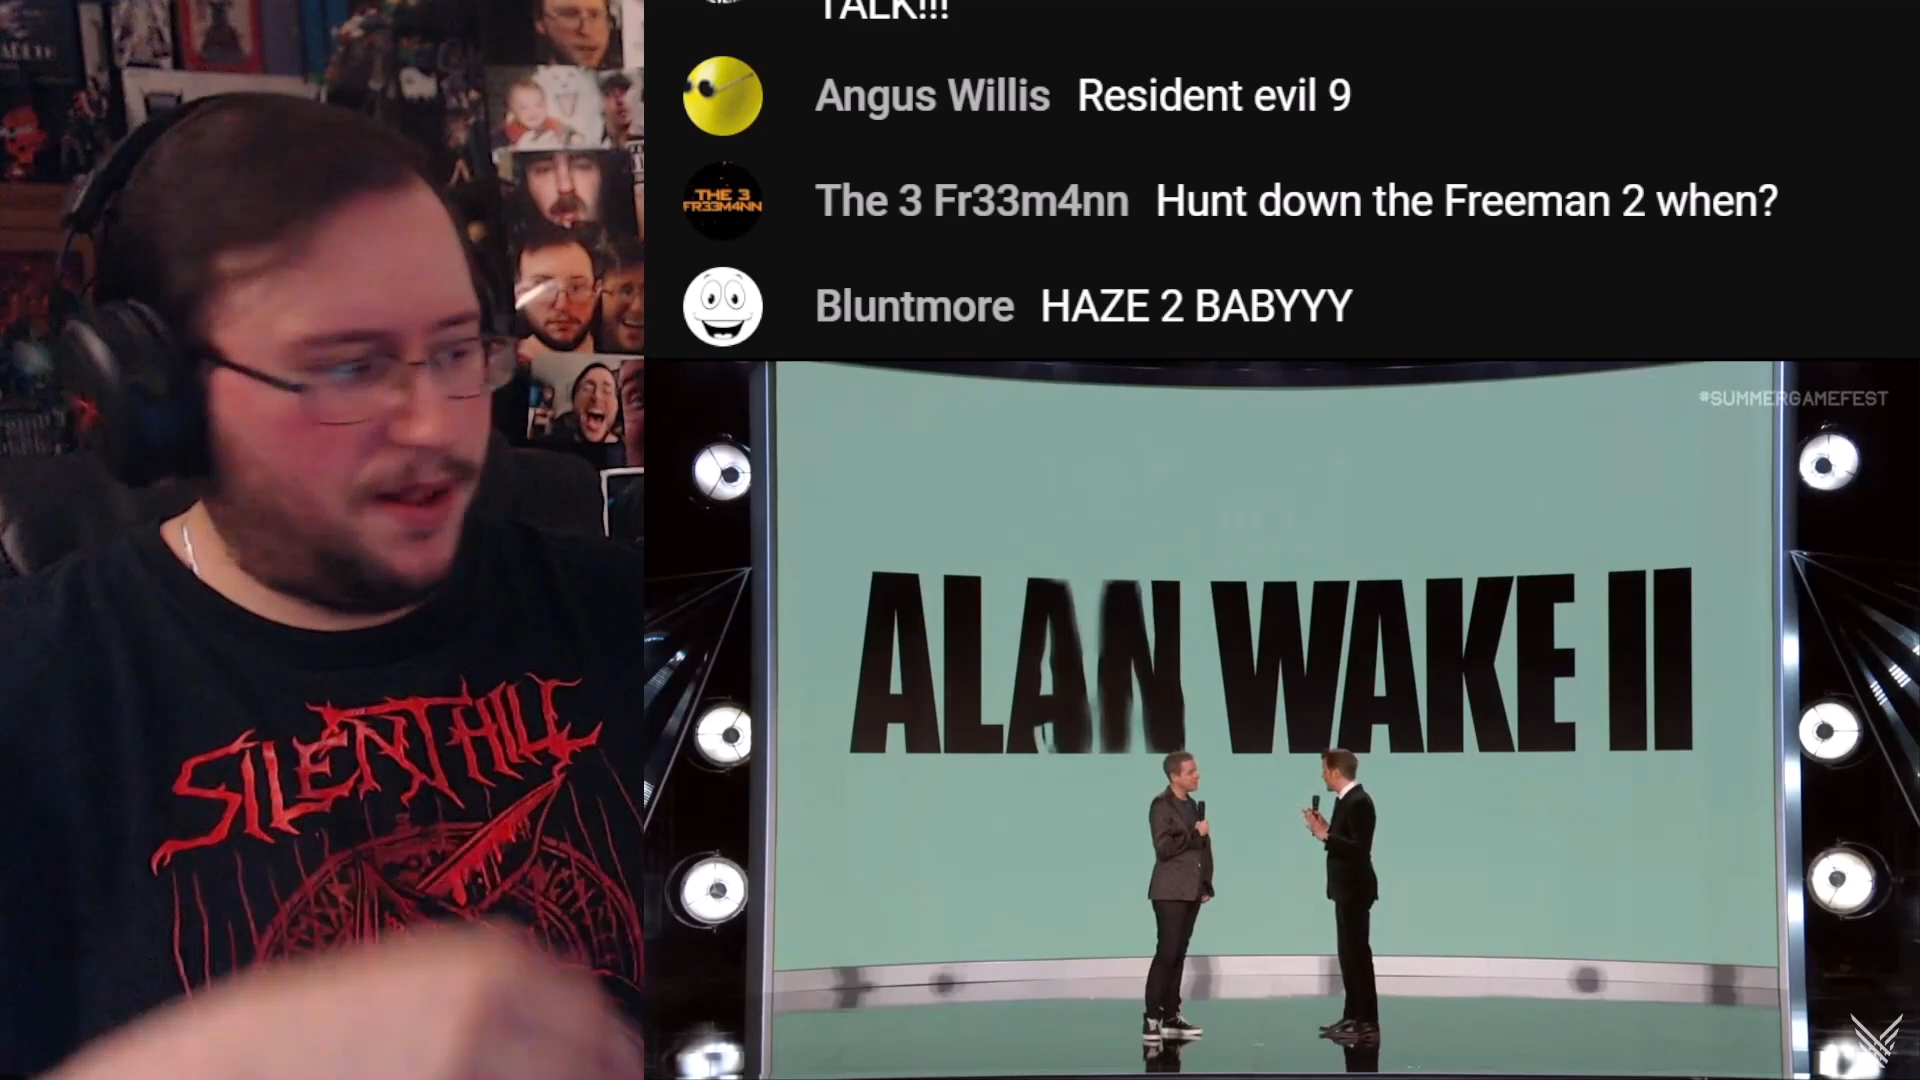 TALK!!!
Angus Willis Resident evil 9
THE 3
FR33M4NN
The 3 Fr33m4nn Hunt down the Freeman 2 when?
Bluntmore HAZE 2 BABYYY
#SUMMERGAMEFEST
ALAN WAKE II
SILENT HILL